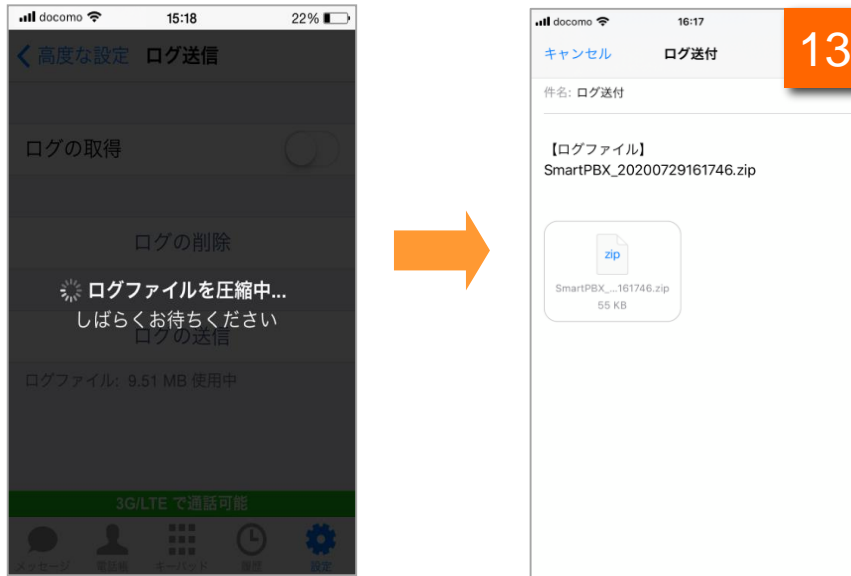 docomo 15:18 22%
高度な設定 ログ送信
ログの取得
ログの削除
ログファイルを圧縮中...
しばらくお待ちください
ログの送信
ログファイル: 9.51 MB 使用中
3G/LTE で通話可能
メッセージ 電話帳 キーパッド 履歴 設定
docomo 16:17
13
キャンセル ログ送付
件名: ログ送付
【ログファイル】
SmartPBX_20200729161746.zip
zip
SmartPBX_...161746.zip
55 KB